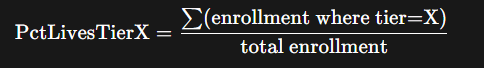 PctLivesTierX = ∑(enrollment where tier=X) / total enrollment